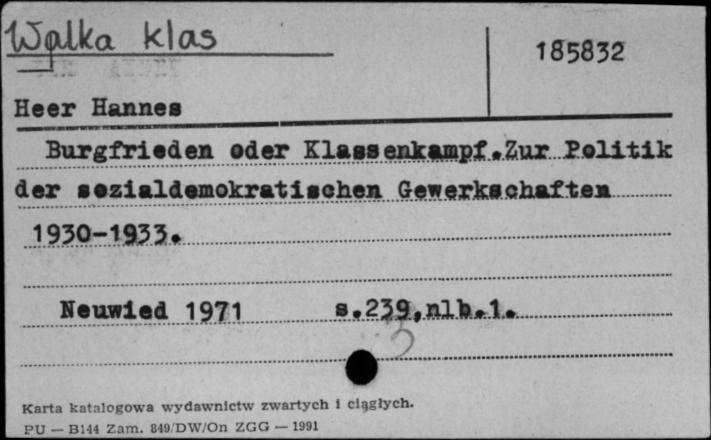 Walka klas
185832
Heer Hannes
Burgfrieden oder Klassenkampf.Zur Politik
der sozialdemokratischen Gewerkschaften
1930-1933.
Neuwied 1971 s.239,nlb.1.
3
Karta katalogowa wydawnictw zwartych i ciągłych.
PU — B144 Zam. 849/DW/On ZGG — 1991